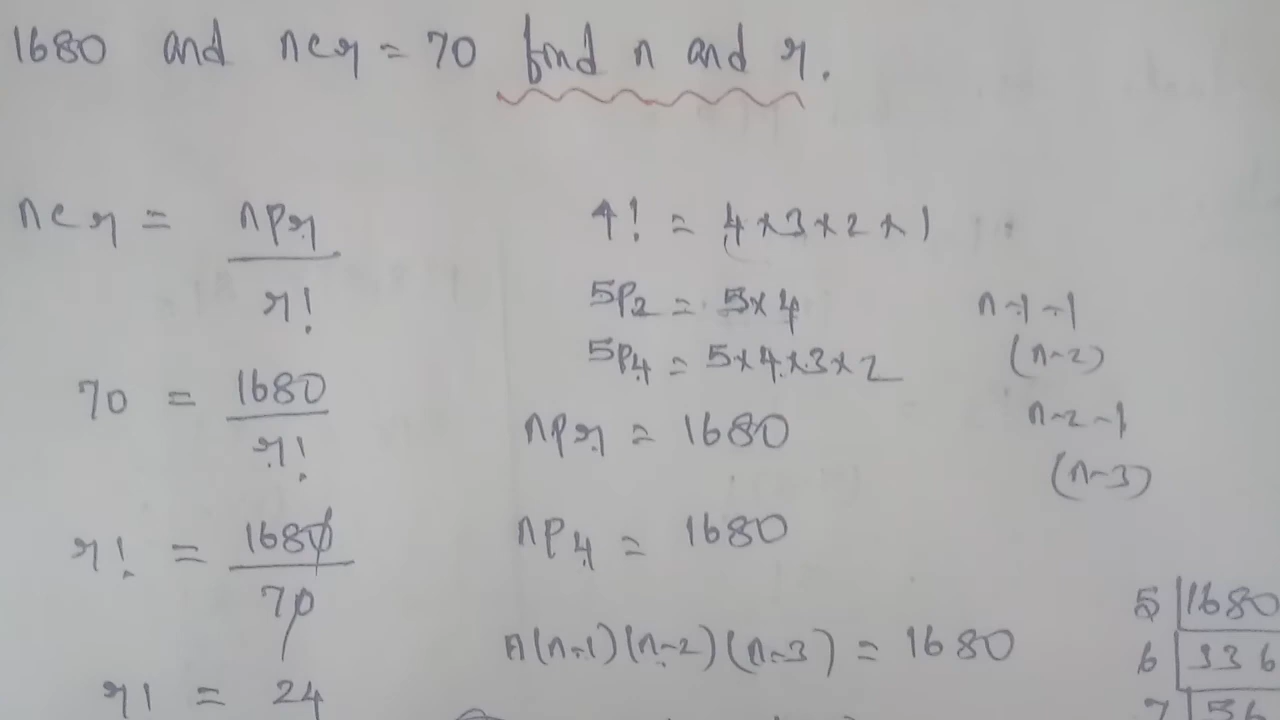 1680 and ncr = 70 find n and r.
ncr = npr
r!
70 = 1680
r!
r! = 1680
70
r! = 24
4! = 4×3×2×1
5P2 = 5×4
5P4 = 5×4×3×2
npr = 1680
np4 = 1680
n(n-1)(n-2)(n-3) = 1680
n-1-1
(n-2)
n-2-1
(n-3)
5 1680
6 336
7 56